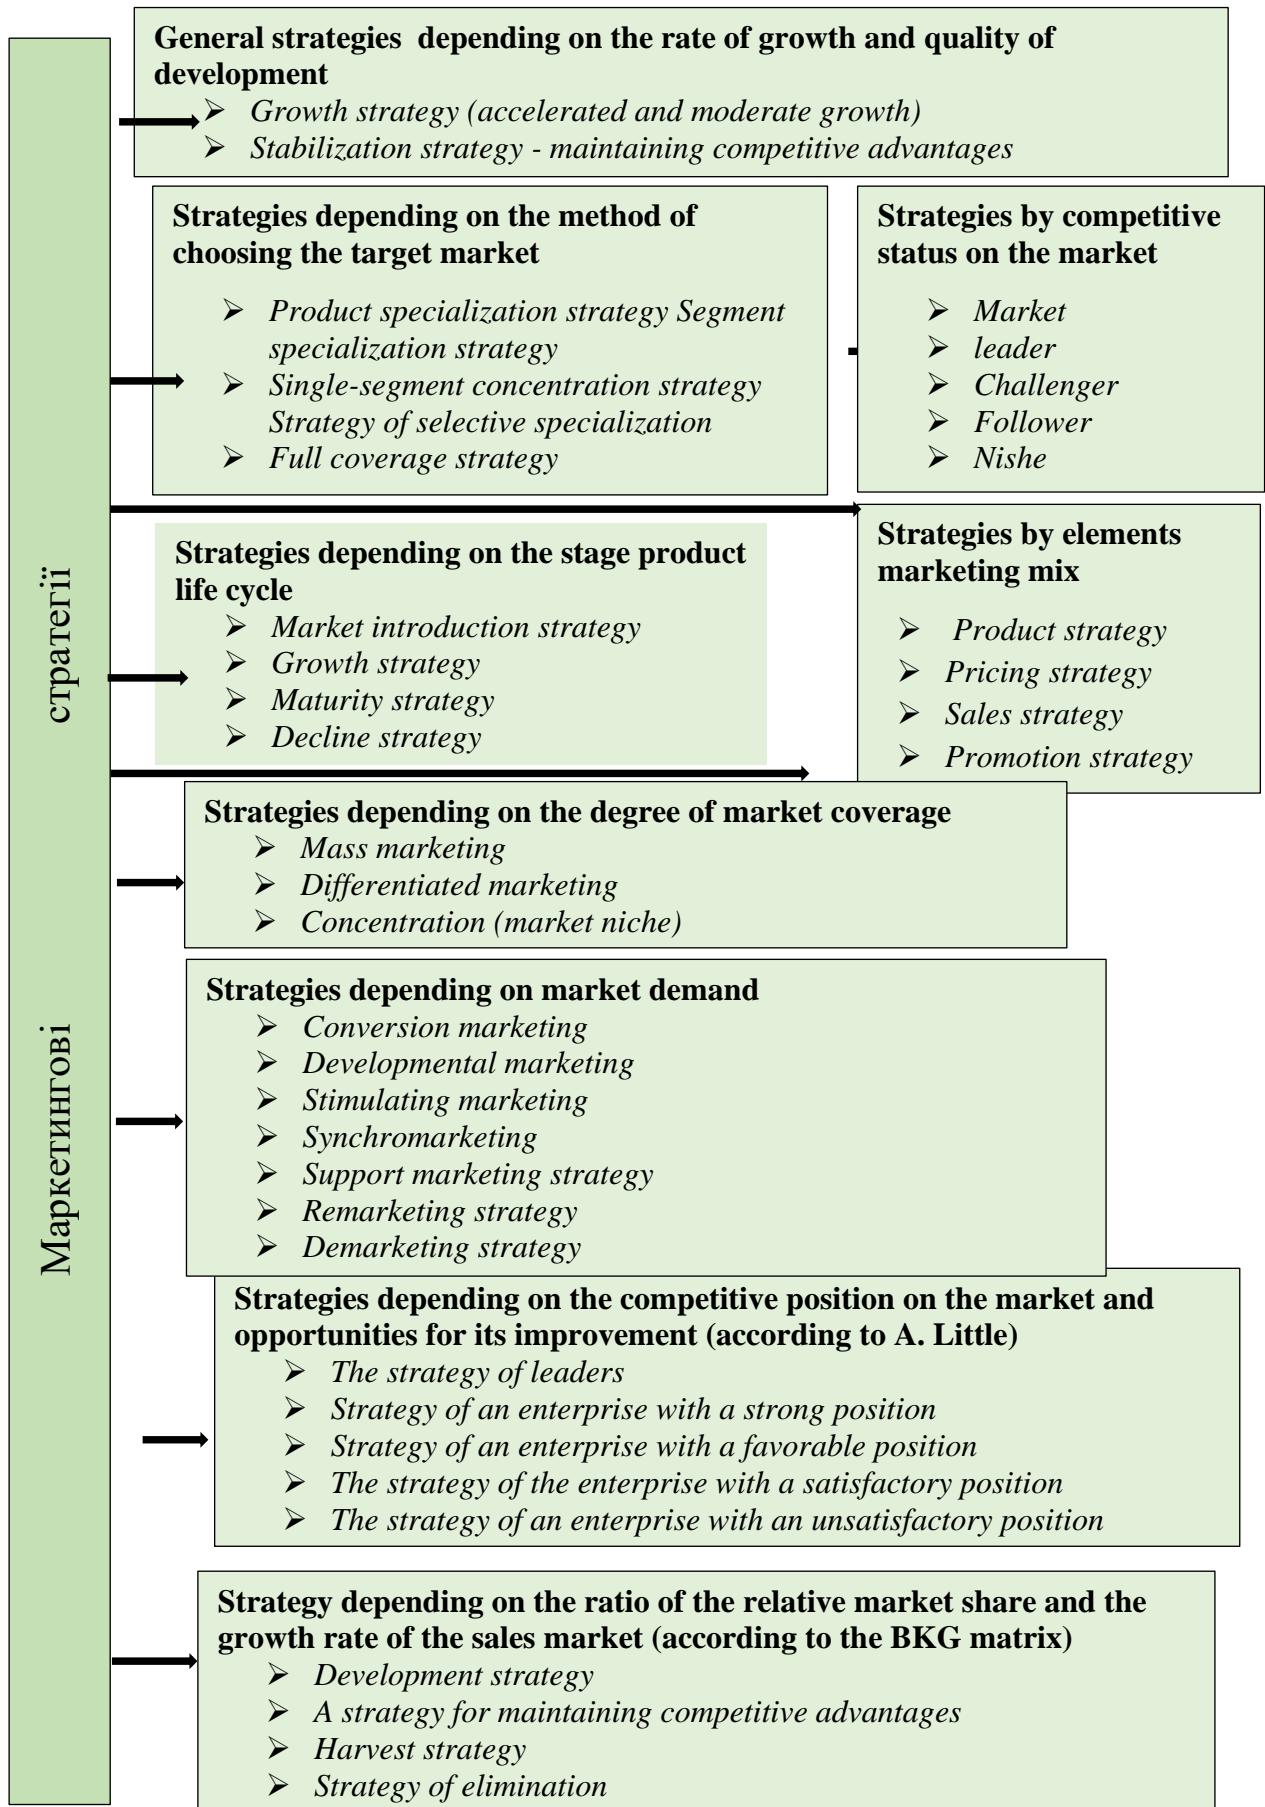 General strategies depending on the rate of growth and quality of
development
➢ Growth strategy (accelerated and moderate growth)
➢ Stabilization strategy - maintaining competitive advantages
Strategies depending on the method of
choosing the target market
➢ Product specialization strategy Segment
specialization strategy
➢ Single-segment concentration strategy
Strategy of selective specialization
➢ Full coverage strategy
Strategies by competitive
status on the market
➢ Market
➢ leader
➢ Challenger
➢ Follower
➢ Nishe
Strategies depending on the stage product
life cycle
➢ Market introduction strategy
➢ Growth strategy
➢ Maturity strategy
➢ Decline strategy
Strategies by elements
marketing mix
➢ Product strategy
➢ Pricing strategy
➢ Sales strategy
➢ Promotion strategy
Маркетингові стратегії
Strategies depending on the degree of market coverage
➢ Mass marketing
➢ Differentiated marketing
➢ Concentration (market niche)
Strategies depending on market demand
➢ Conversion marketing
➢ Developmental marketing
➢ Stimulating marketing
➢ Synchromarketing
➢ Support marketing strategy
➢ Remarketing strategy
➢ Demarketing strategy
Strategies depending on the competitive position on the market and
opportunities for its improvement (according to A. Little)
➢ The strategy of leaders
➢ Strategy of an enterprise with a strong position
➢ Strategy of an enterprise with a favorable position
➢ The strategy of the enterprise with a satisfactory position
➢ The strategy of an enterprise with an unsatisfactory position
Strategy depending on the ratio of the relative market share and the
growth rate of the sales market (according to the BKG matrix)
➢ Development strategy
➢ A strategy for maintaining competitive advantages
➢ Harvest strategy
➢ Strategy of elimination